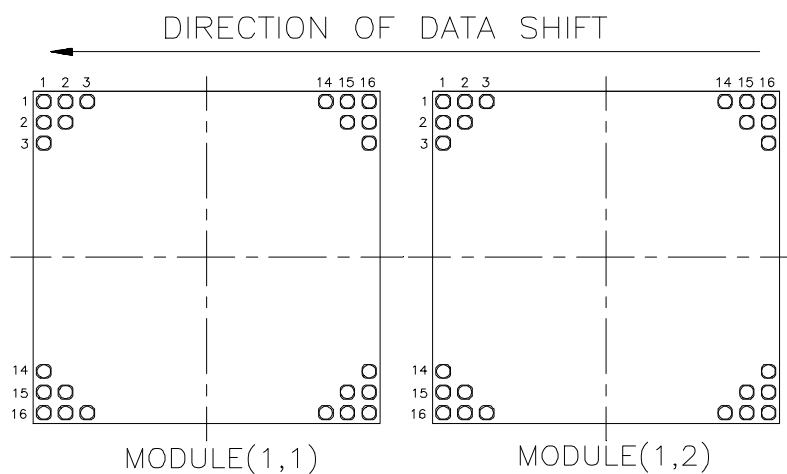 DIRECTION OF DATA SHIFT
1 2 3 14 15 16 1 2 3 14 15 16
1 1
2 2
3 3
14 14
15 15
16 16
MODULE(1,1) MODULE(1,2)